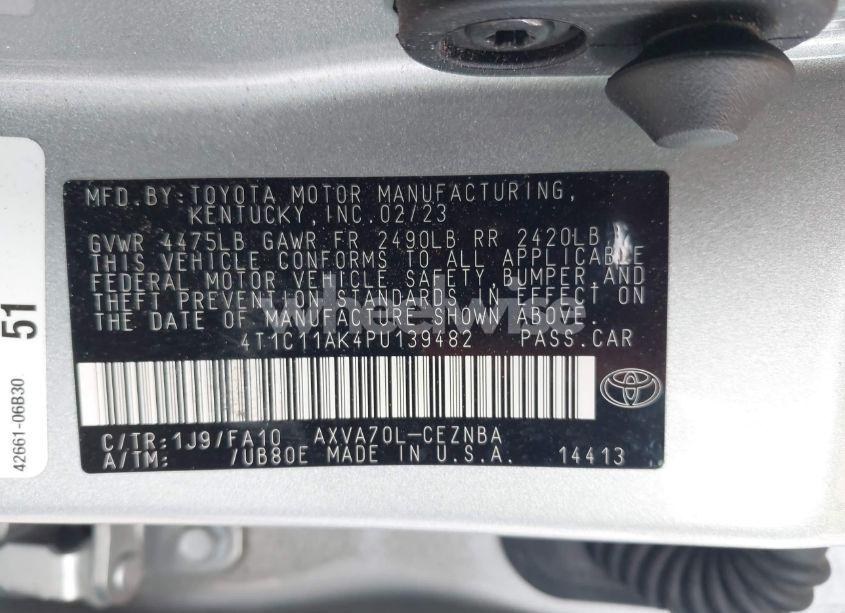 MFD.BY:TOYOTA MOTOR MANUFACTURING,
KENTUCKY,INC.02/23
GVWR 4475LB GAWR FR 2490LB RR 2420LB
THIS VEHICLE CONFORMS TO ALL APPLICABLE
FEDERAL MOTOR VEHICLE SAFETY,BUMPER,AND
THEFT PREVENTION STANDARDS IN EFFECT ON
THE DATE OF MANUFACTURE SHOWN ABOVE.
4T1C11AK4PU139482 PASS.CAR
C/TR:1J9/FA10 AXVA70L-CEZNBA
A/TM: /UB80E MADE IN U.S.A. 14413
42661-06B30 51
wheelwise